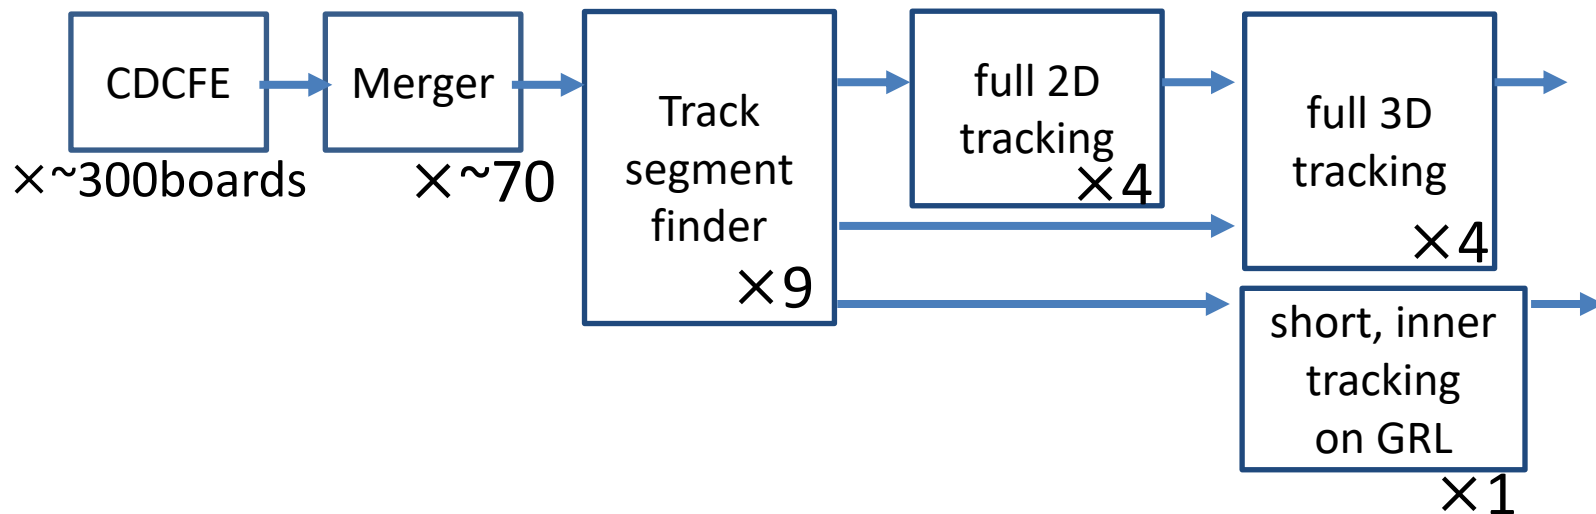 CDCFE
×~300boards
Merger
×~70
Track
segment
finder
×9
full 2D
tracking
×4
full 3D
tracking
×4
short, inner
tracking
on GRL
×1